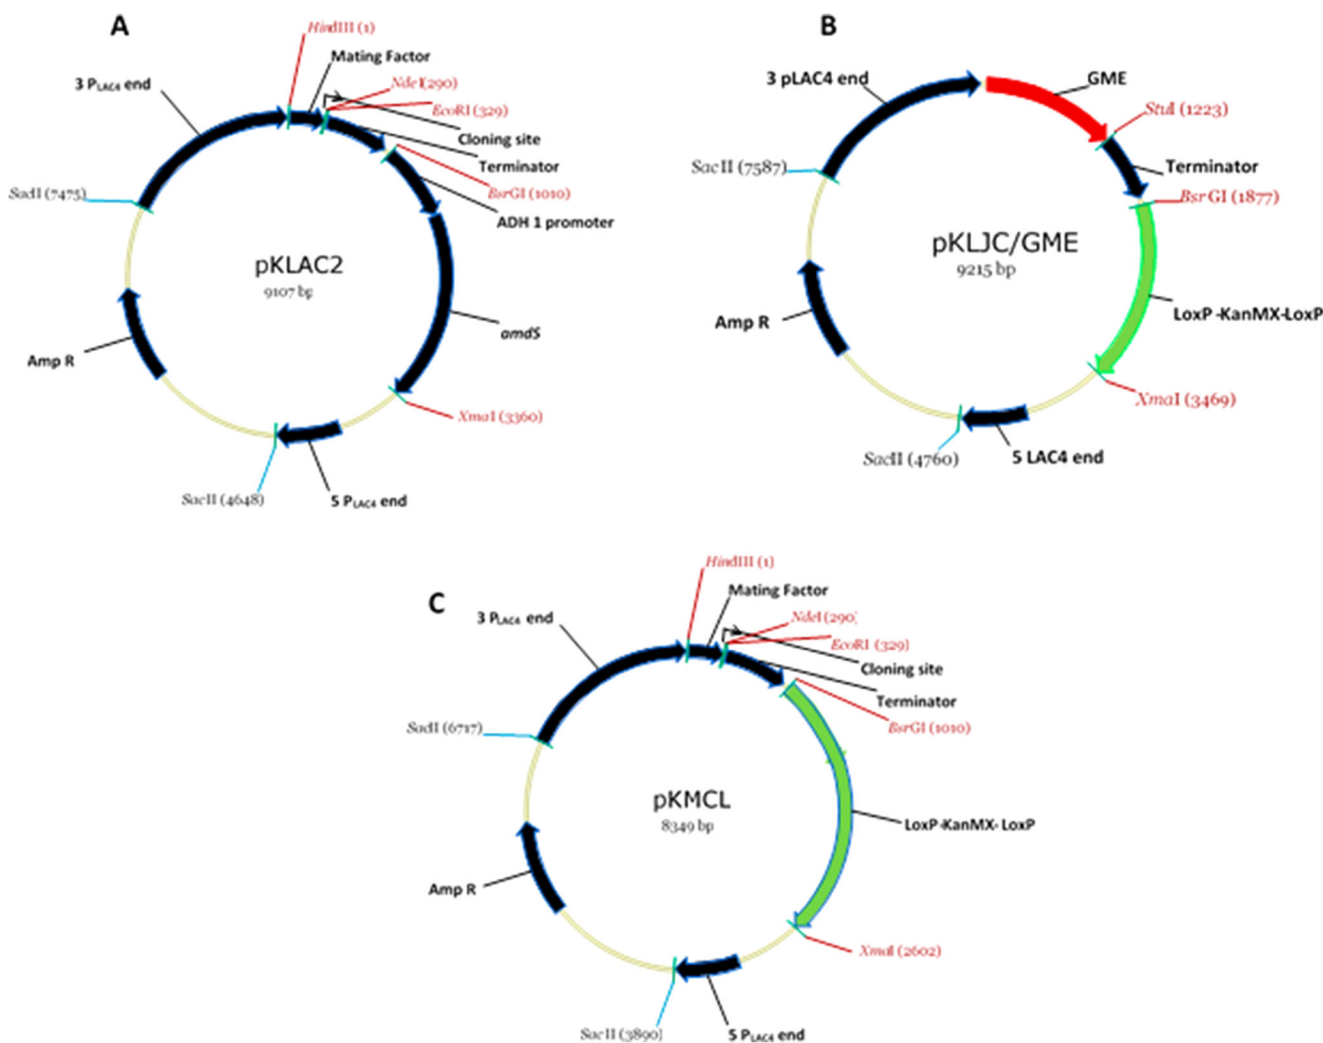 A
HindIII (1)
Mating Factor
NdeI(290)
EcoRI (329)
Cloning site
Terminator
BsrGI (1010)
ADH 1 promoter
3 PLAC4 end
SacII (7475)
pKLAC2
9107 bp
amdS
Amp R
XmaI (3360)
SacII (4648)
5 PLAC4 end
B
3 pLAC4 end
GME
StuI (1223)
Terminator
BsrGI (1877)
SacII (7587)
pKLJC/GME
9215 bp
LoxP-KanMX-LoxP
Amp R
XmaI (3469)
SacII (4760)
5 LAC4 end
C
HindIII (1)
Mating Factor
NdeI (290)
EcoRI (329)
Cloning site
Terminator
BsrGI (1010)
3 PLAC4 end
SacII (6717)
pKMCL
8349 bp
LoxP-KanMX-LoxP
Amp R
XmaI (2602)
SacII (3890)
5 PLAC4 end